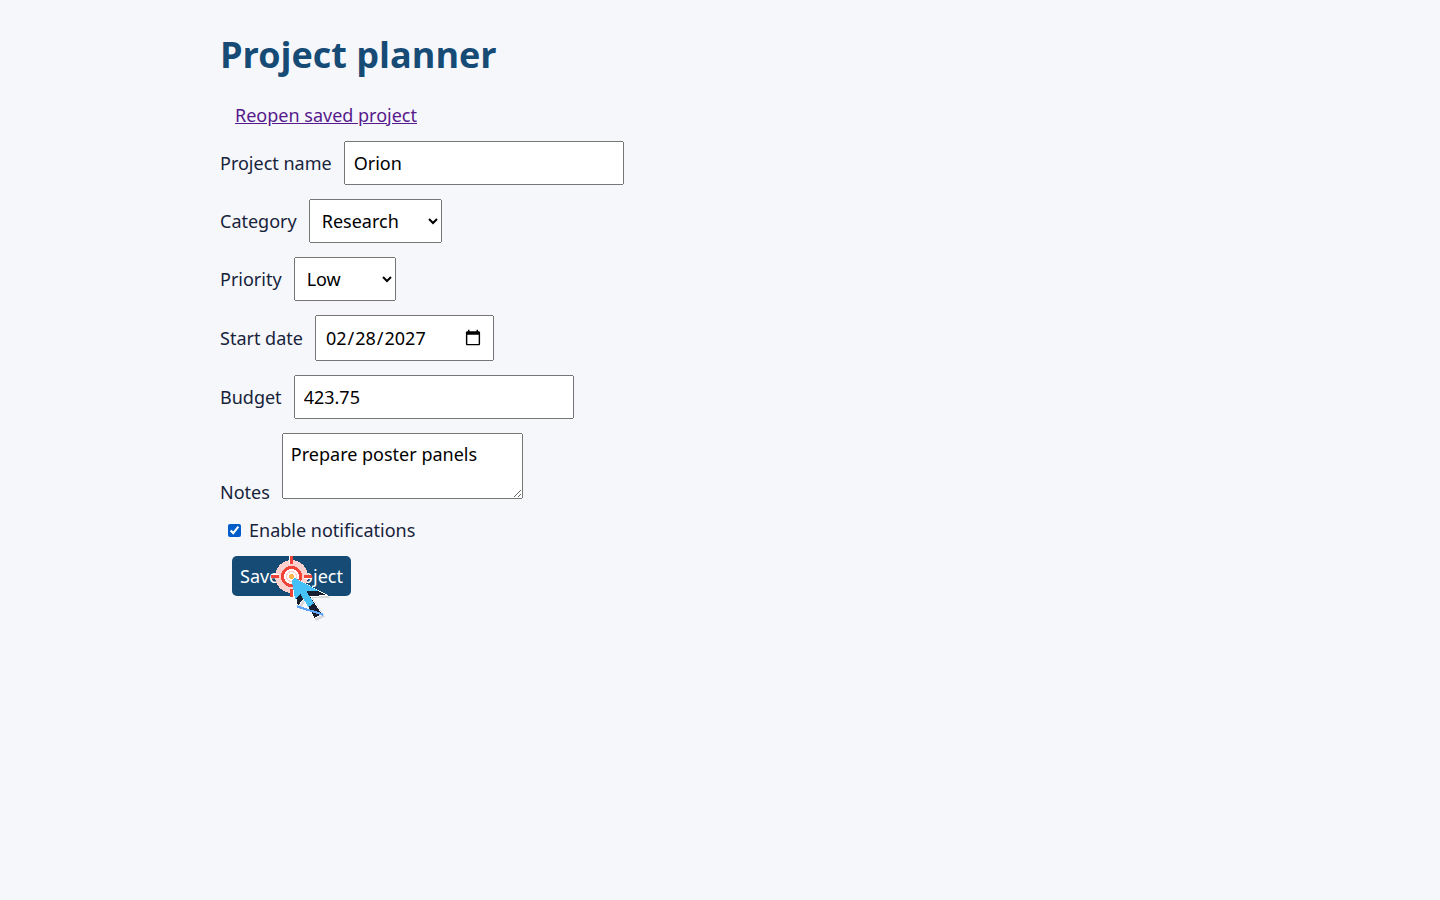 Project planner
Reopen saved project
Project name Orion
Category Research
Priority Low
Start date 02/28/2027
Budget 423.75
Notes Prepare poster panels
Enable notifications